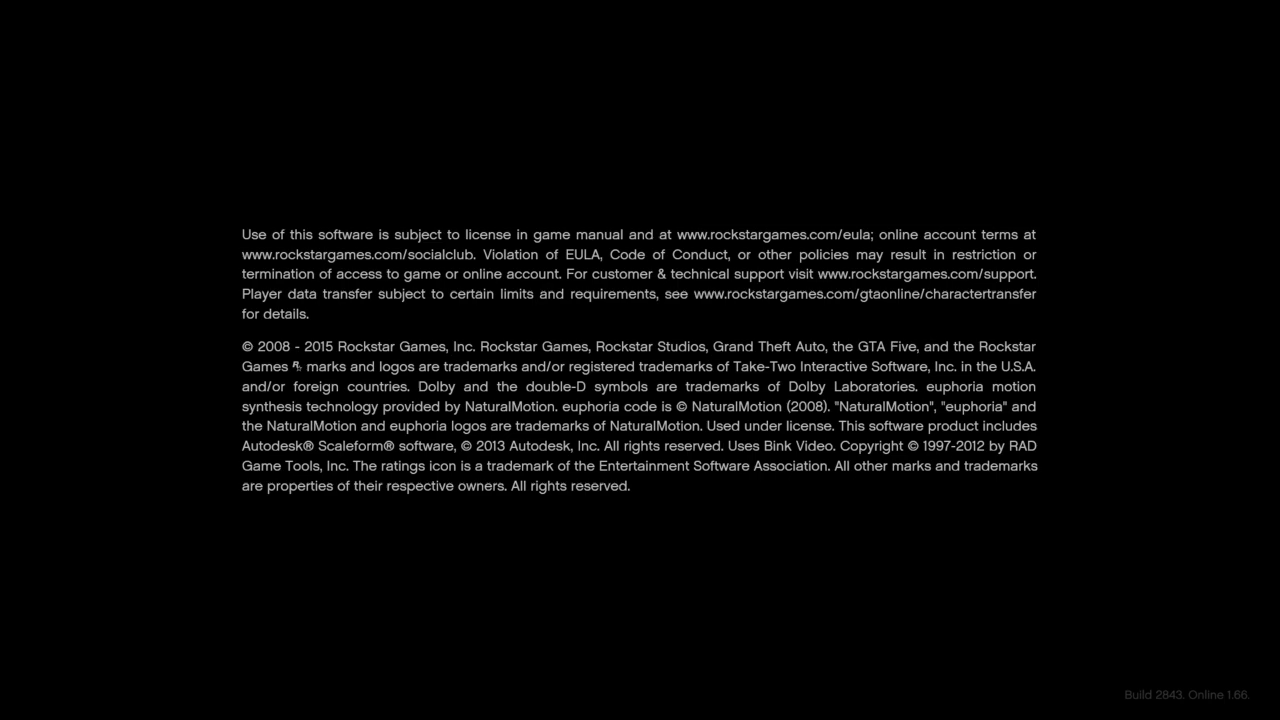 Use of this software is subject to license in game manual and at www.rockstargames.com/eula; online account terms at
www.rockstargames.com/socialclub. Violation of EULA, Code of Conduct, or other policies may result in restriction or
termination of access to game or online account. For customer & technical support visit www.rockstargames.com/support.
Player data transfer subject to certain limits and requirements, see www.rockstargames.com/gtaonline/charactertransfer
for details.
© 2008 - 2015 Rockstar Games, Inc. Rockstar Games, Rockstar Studios, Grand Theft Auto, the GTA Five, and the Rockstar
Games R* marks and logos are trademarks and/or registered trademarks of Take-Two Interactive Software, Inc. in the U.S.A.
and/or foreign countries. Dolby and the double-D symbols are trademarks of Dolby Laboratories. euphoria motion
synthesis technology provided by NaturalMotion. euphoria code is © NaturalMotion (2008). "NaturalMotion", "euphoria" and
the NaturalMotion and euphoria logos are trademarks of NaturalMotion. Used under license. This software product includes
Autodesk® Scaleform® software, © 2013 Autodesk, Inc. All rights reserved. Uses Bink Video. Copyright © 1997-2012 by RAD
Game Tools, Inc. The ratings icon is a trademark of the Entertainment Software Association. All other marks and trademarks
are properties of their respective owners. All rights reserved.
Build 2843. Online 1.66.